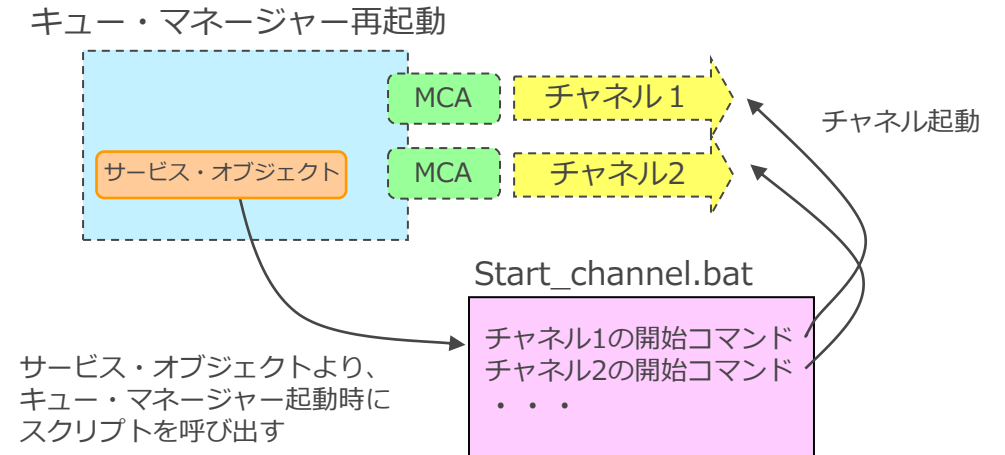 キュー・マネージャー再起動
MCA
チャネル１
チャネル起動
サービス・オブジェクト
MCA
チャネル2
Start_channel.bat
チャネル1の開始コマンド
チャネル2の開始コマンド
・・・
サービス・オブジェクトより、
キュー・マネージャー起動時に
スクリプトを呼び出す